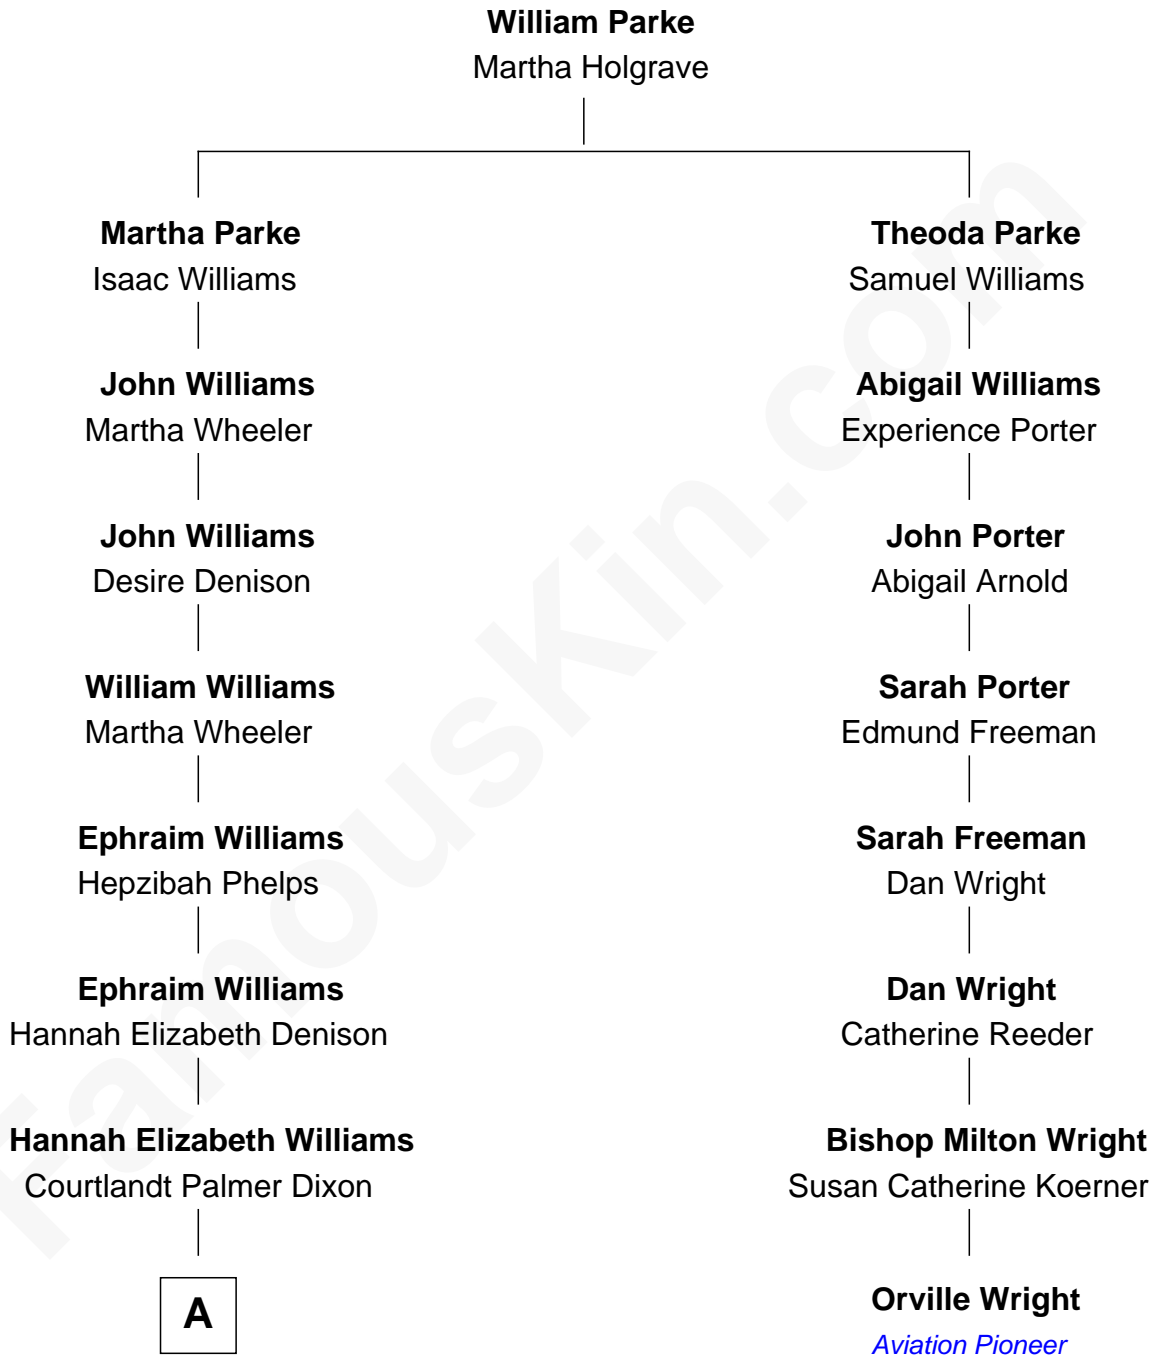 William Parke
Martha Holgrave
Martha Parke
Isaac Williams
Theoda Parke
Samuel Williams
John Williams
Martha Wheeler
Abigail Williams
Experience Porter
John Williams
Desire Denison
John Porter
Abigail Arnold
William Williams
Martha Wheeler
Sarah Porter
Edmund Freeman
Ephraim Williams
Hepzibah Phelps
Sarah Freeman
Dan Wright
Ephraim Williams
Hannah Elizabeth Denison
Dan Wright
Catherine Reeder
Hannah Elizabeth Williams
Courtlandt Palmer Dixon
Bishop Milton Wright
Susan Catherine Koerner
A
Orville Wright
Aviation Pioneer
FamousKin.com